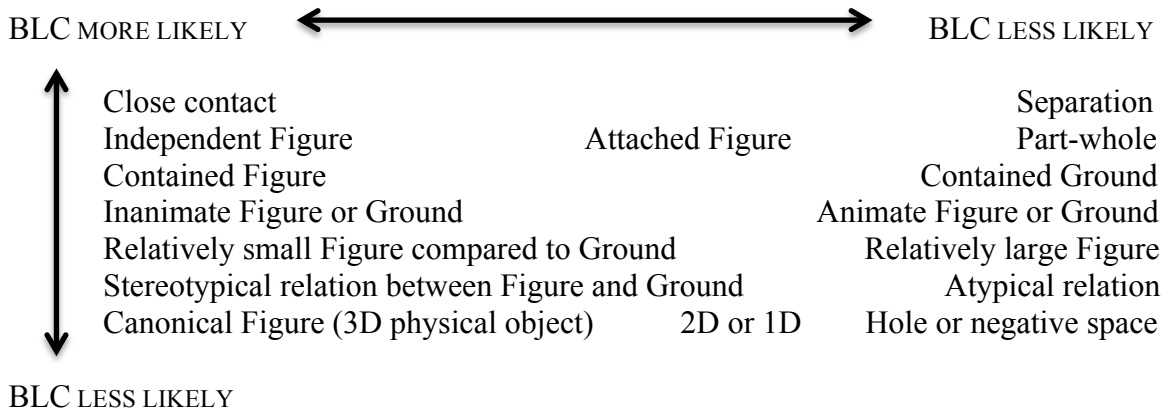 BLC MORE LIKELY BLC LESS LIKELY
Close contact Separation
Independent Figure Attached Figure Part-whole
Contained Figure Contained Ground
Inanimate Figure or Ground Animate Figure or Ground
Relatively small Figure compared to Ground Relatively large Figure
Stereotypical relation between Figure and Ground Atypical relation
Canonical Figure (3D physical object) 2D or 1D Hole or negative space
BLC LESS LIKELY